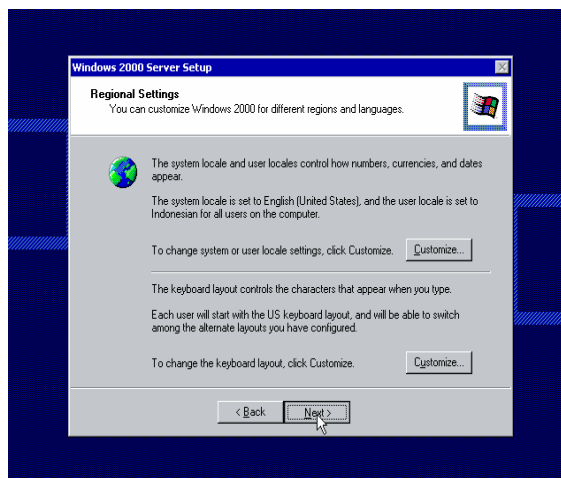 Windows 2000 Server Setup
Regional Settings
You can customize Windows 2000 for different regions and languages.
The system locale and user locales control how numbers, currencies, and dates
appear.
The system locale is set to English (United States), and the user locale is set to
Indonesian for all users on the computer.
To change system or user locale settings, click Customize. Customize...
The keyboard layout controls the characters that appear when you type.
Each user will start with the US keyboard layout, and will be able to switch
among the alternate layouts you have configured.
To change the keyboard layout, click Customize. Customize...
< Back Next >